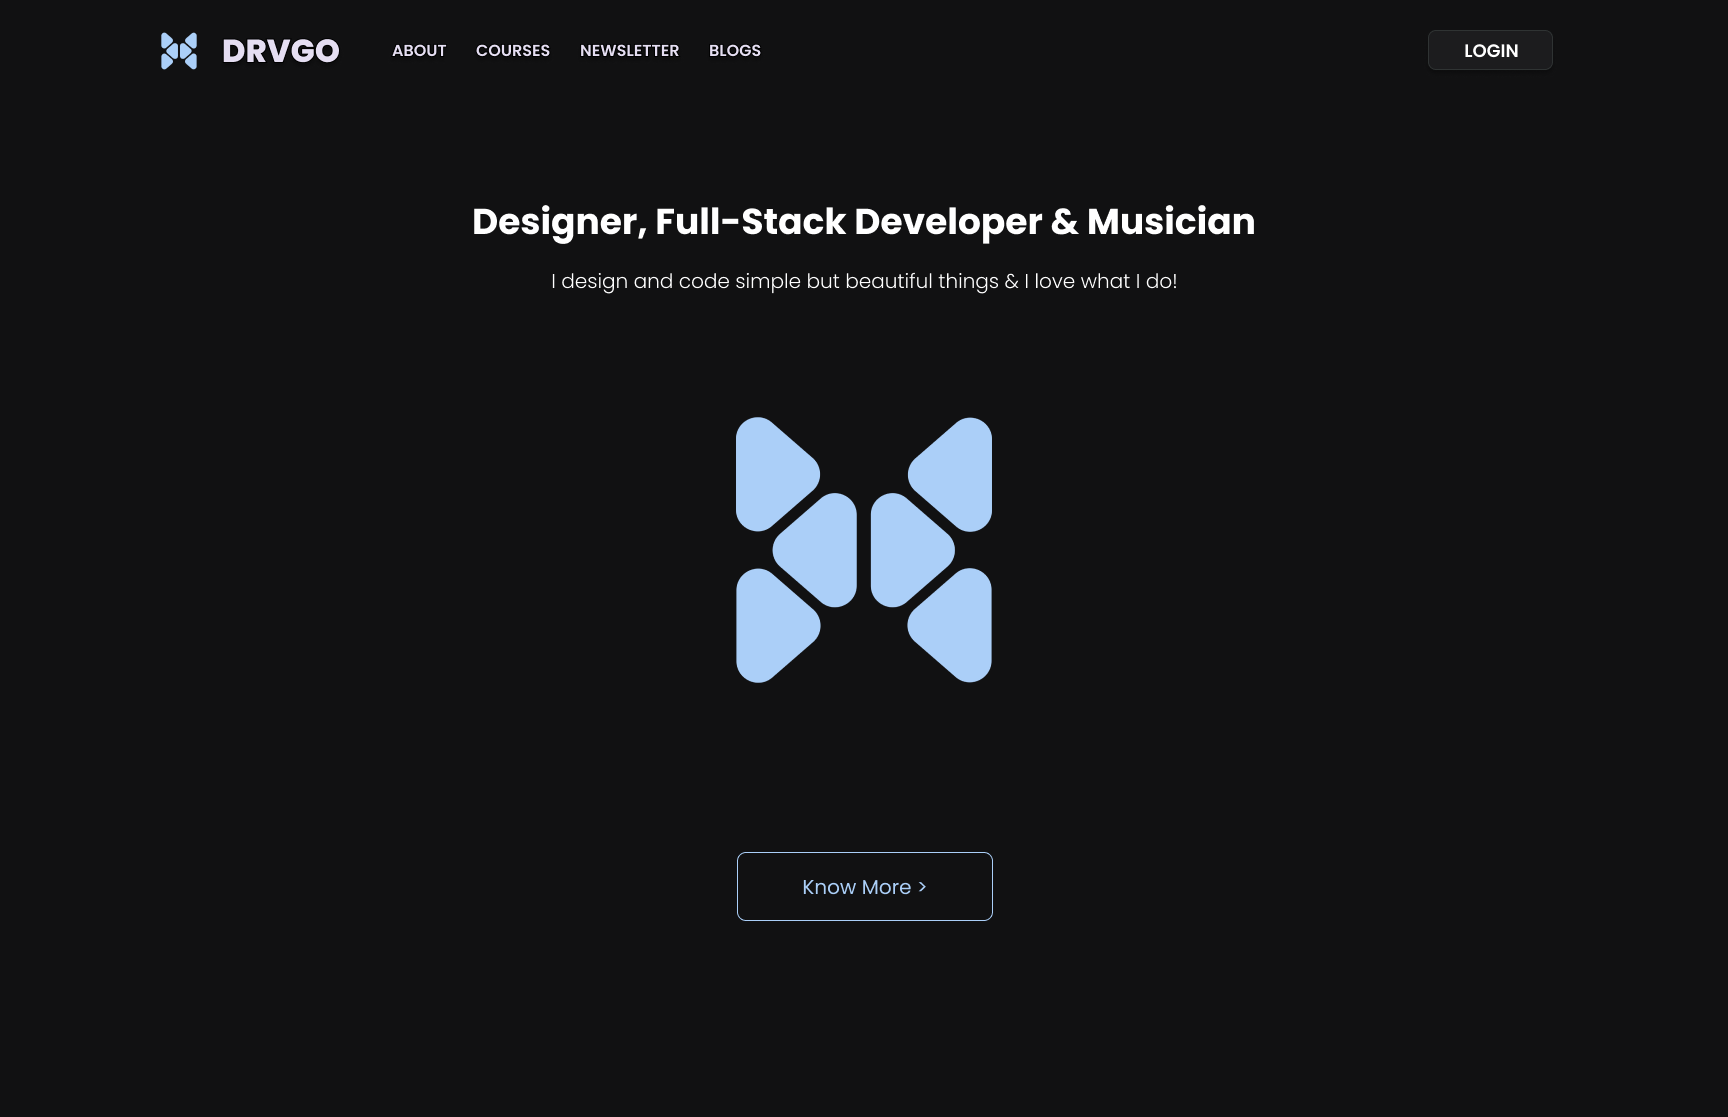 DRVGO
ABOUT COURSES NEWSLETTER BLOGS
LOGIN
Designer, Full-Stack Developer & Musician
I design and code simple but beautiful things & I love what I do!
Know More >